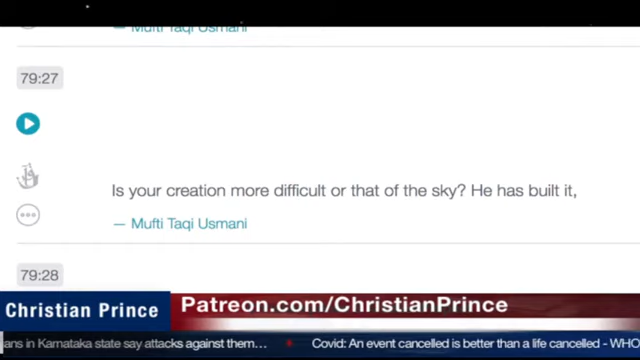 — Mufti Taqi Usmani
79:27
Is your creation more difficult or that of the sky? He has built it,
— Mufti Taqi Usmani
79:28
Christian Prince
Patreon.com/ChristianPrince
ans in Karnataka state say attacks against them... Covid: An event cancelled is better than a life cancelled - WHO